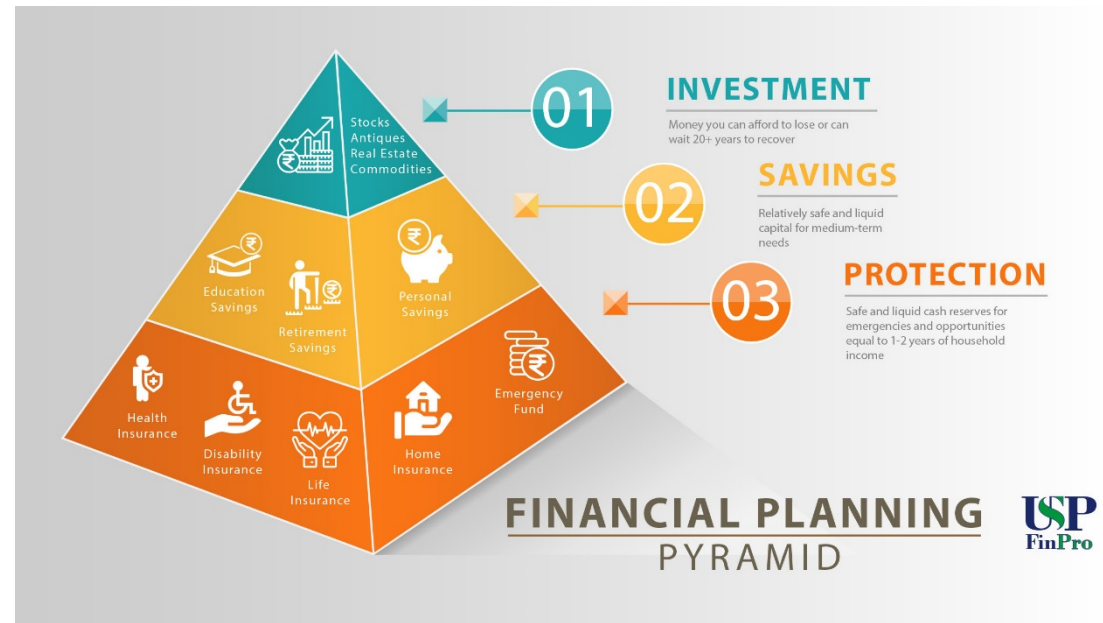 Stocks
Antiques
Real Estate
Commodities
01
INVESTMENT
Money you can afford to lose or can
wait 20+ years to recover
02
SAVINGS
Relatively safe and liquid
capital for medium-term
needs
Education
Savings
Retirement
Savings
Personal
Savings
03
PROTECTION
Safe and liquid cash reserves for
emergencies and opportunities
equal to 1-2 years of household
income
Health
Insurance
Disability
Insurance
Life
Insurance
Home
Insurance
Emergency
Fund
FINANCIAL PLANNING
PYRAMID
USP
FinPro